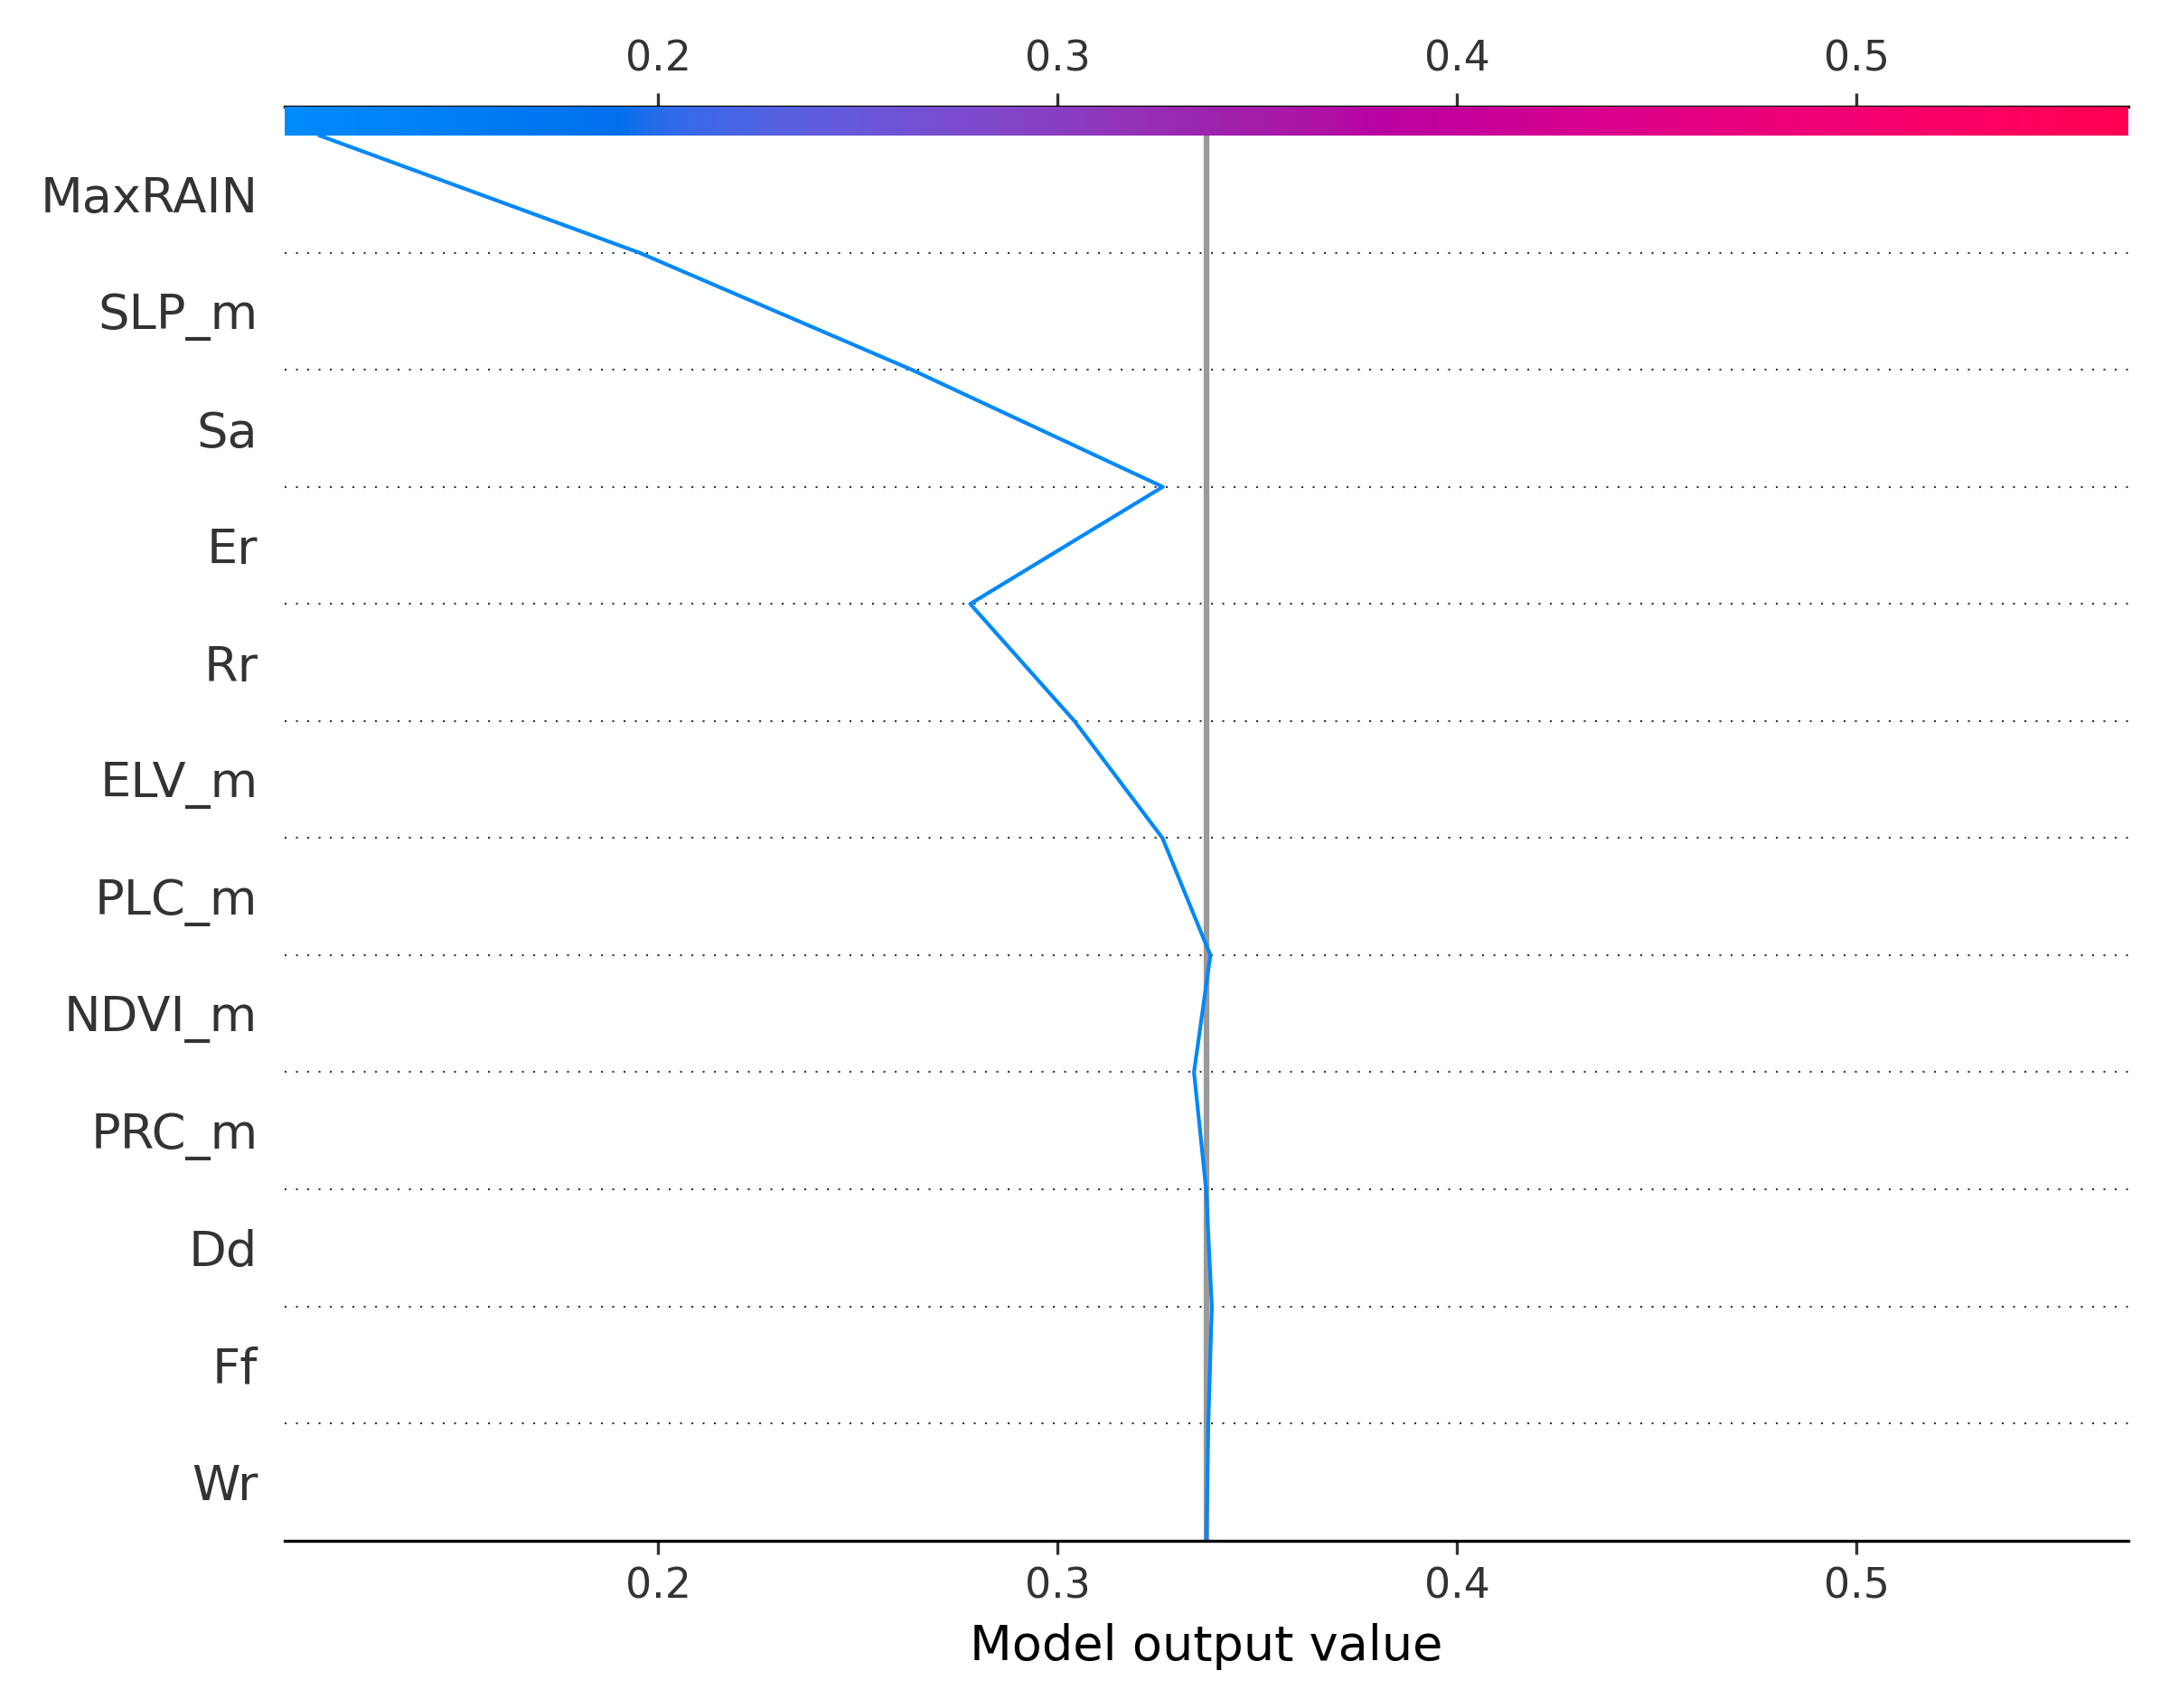 0.2 0.3 0.4 0.5
MaxRAIN
SLP_m
Sa
Er
Rr
ELV_m
PLC_m
NDVI_m
PRC_m
Dd
Ff
Wr
0.2 0.3 0.4 0.5
Model output value